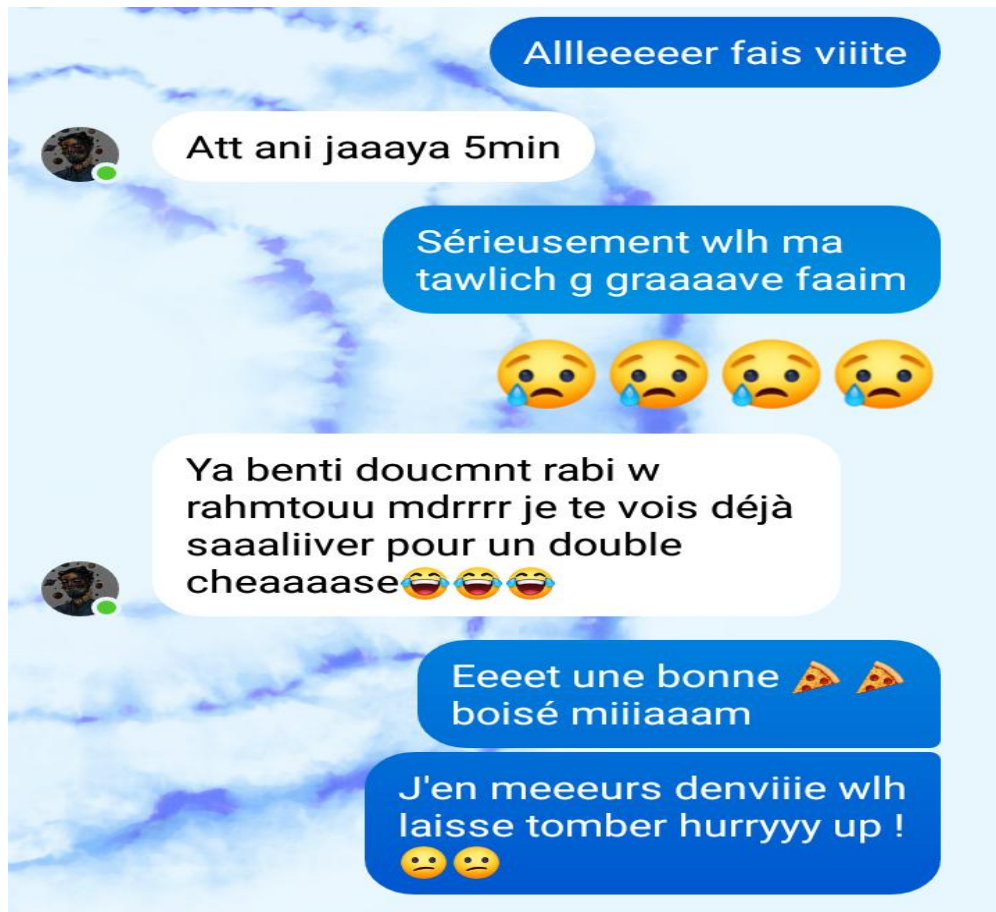 Allleeeeer fais viiite
Att ani jaaaya 5min
Sérieusement wlh ma
tawlich g graaaave faaim
😥😥😥😥
Ya benti doucmnt rabi w
rahmtouu mdrrrr je te vois déjà
saaaliiver pour un double
cheaaaase😂😂😂
Eeeet une bonne 🍕 🍕
boisé miiiaaam
J'en meeeurs denviiie wlh
laisse tomber hurryyy up !
😕😕